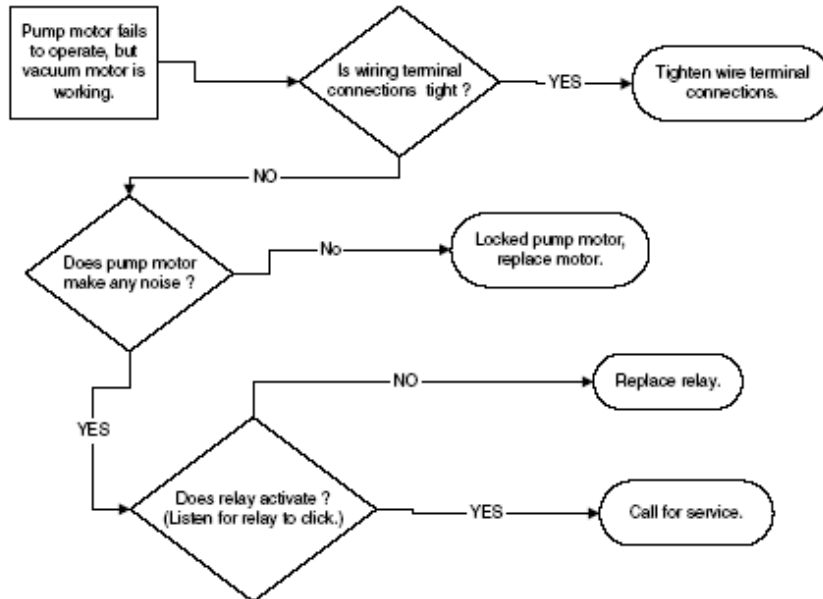 Pump motor fails
to operate, but
vacuum motor is
working.
Is wiring terminal
connections tight ?
YES
Tighten wire terminal
connections.
NO
Does pump motor
make any noise ?
No
Locked pump motor,
replace motor.
NO
Replace relay.
YES
Does relay activate ?
(Listen for relay to click.)
YES
Call for service.